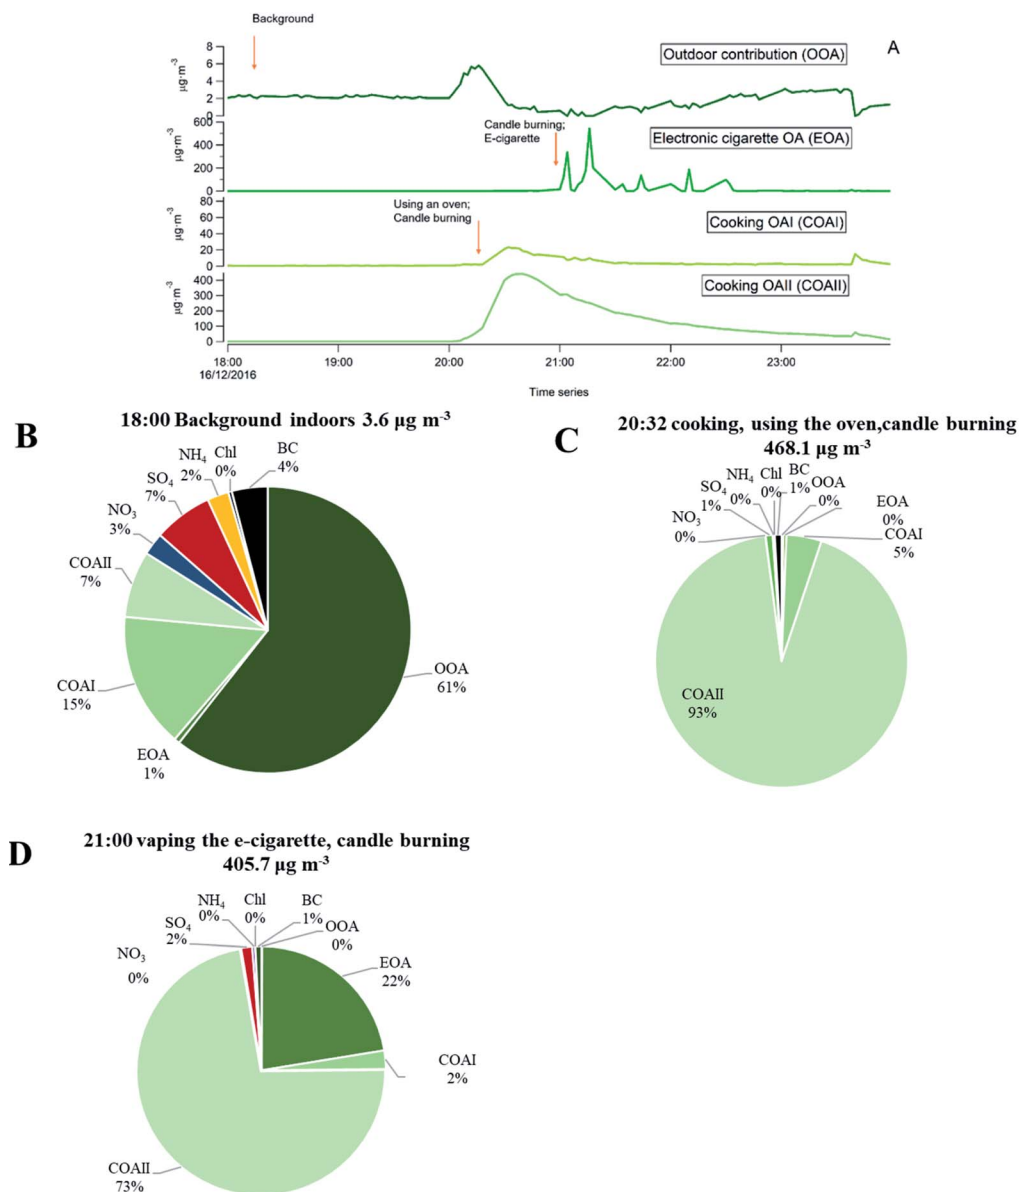 A
Background
8
6
4
2
0
µg·m⁻³
Outdoor contribution (OOA)
600
400
200
0
µg·m⁻³
Candle burning;
E-cigarette
Electronic cigarette OA (EOA)
80
60
40
20
0
µg·m⁻³
Using an oven;
Candle burning
Cooking OAI (COAI)
400
300
200
100
0
µg·m⁻³
Cooking OAII (COAII)
18:00
19:00
20:00
21:00
22:00
23:00
16/12/2016
Time series
B
18:00 Background indoors 3.6 µg m⁻³
OOA
61%
EOA
1%
COAI
15%
COAII
7%
NO₃
3%
SO₄
7%
NH₄
2%
Chl
0%
BC
4%
C
20:32 cooking, using the oven,candle burning
468.1 µg m⁻³
NO₃
0%
SO₄
1%
NH₄
0%
Chl
0%
BC
1%
OOA
0%
EOA
0%
COAI
5%
COAII
93%
D
21:00 vaping the e-cigarette, candle burning
405.7 µg m⁻³
NO₃
0%
SO₄
2%
NH₄
0%
Chl
0%
BC
1%
OOA
0%
EOA
22%
COAI
2%
COAII
73%